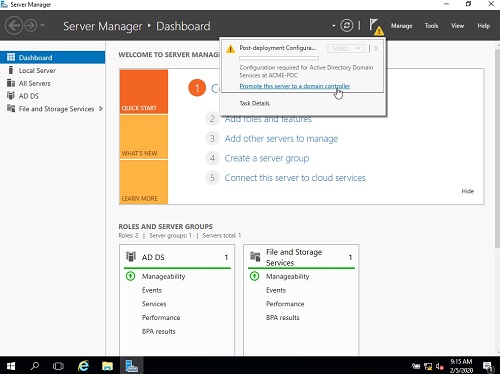 Server Manager
Server Manager • Dashboard
Manage Tools View Help
Dashboard
Local Server
All Servers
AD DS
File and Storage Services
WELCOME TO SERVER MANAG
Post-deployment Configura...
TASKS
X
Configuration required for Active Directory Domain
Services at ACME-PDC
Promote this server to a domain controller
Task Details
QUICK START
WHAT'S NEW
LEARN MORE
1
2 Add roles and features
3 Add other servers to manage
4 Create a server group
5 Connect this server to cloud services
Hide
ROLES AND SERVER GROUPS
Roles: 2 | Server groups: 1 | Servers total: 1
AD DS 1
Manageability
Events
Services
Performance
BPA results
File and Storage
Services 1
Manageability
Events
Services
Performance
BPA results
9:15 AM
2/5/2020